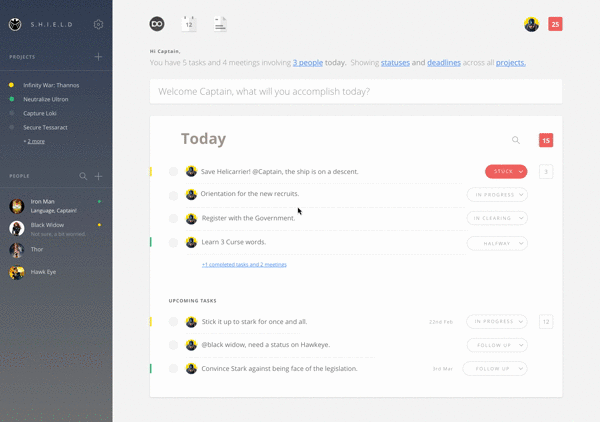 S.H.I.E.L.D
PROJECTS
Infinity War: Thannos
Neutralize Ultron
Capture Loki
Secure Tessaract
+ 2 more
PEOPLE
Iron Man
Language, Captain!
Black Widow
Not sure, a bit worried
Thor
Hawk Eye
DO
12
25
Hi Captain,
You have 5 tasks and 4 meetings involving 3 people today. Showing statuses and deadlines across all projects.
Welcome Captain, what will you accomplish today?
Today
15
Save Helicarrier! @Captain, the ship is on a descent.
STUCK
3
Orientation for the new recruits.
IN PROGRESS
Register with the Government.
IN CLEARING
Learn 3 Curse words.
HALFWAY
+1 completed tasks and 2 meetings
UPCOMING TASKS
Stick it up to stark for once and all.
22nd Feb
IN PROGRESS
12
@black widow, need a status on Hawkeye.
FOLLOW UP
Convince Stark against being face of the legislation.
3rd Mar
FOLLOW UP